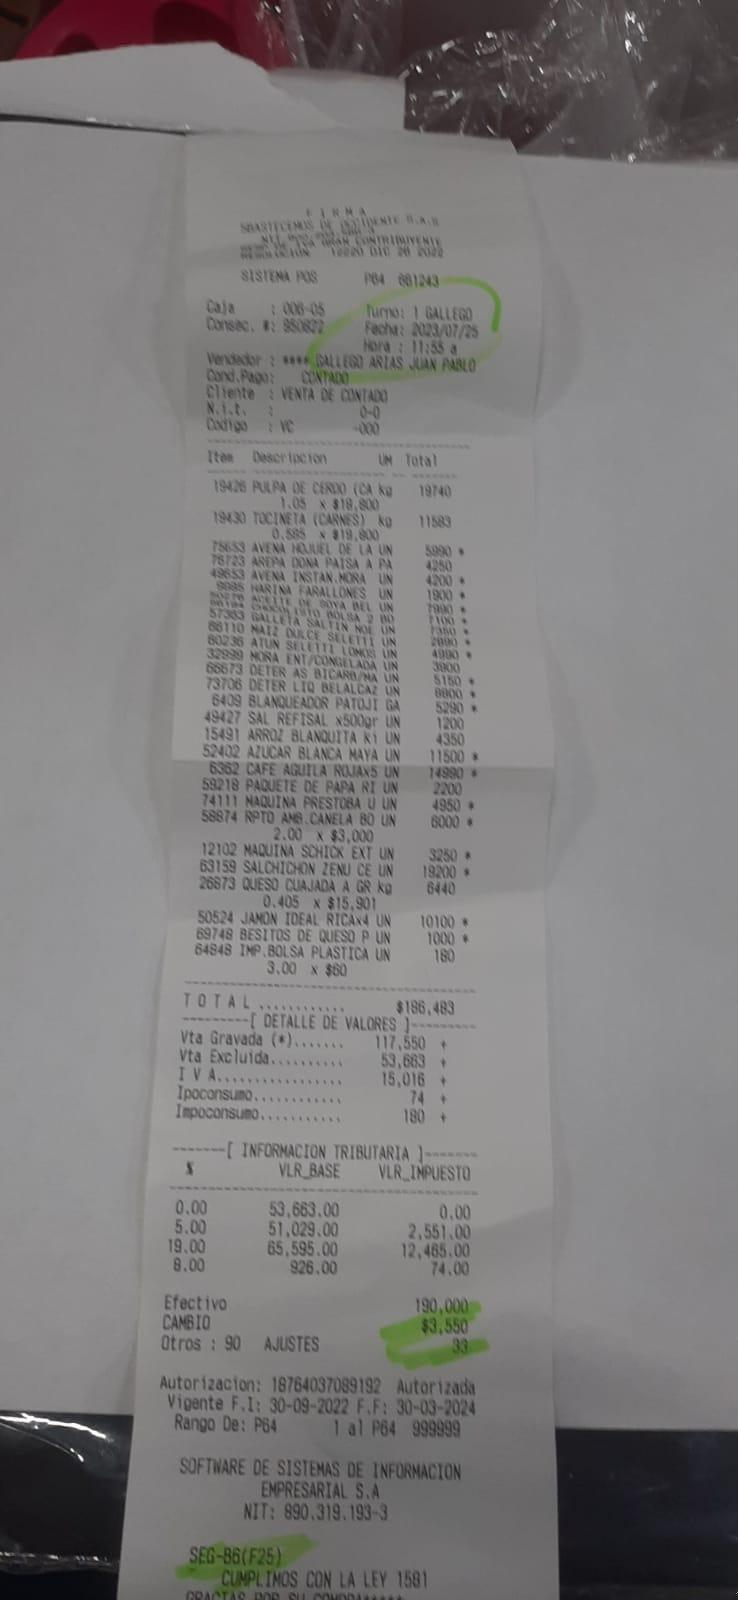 F I R M A
SBASTECEMOS DE OCCIDENTE S.A.S
GRAN CONTRIBUYENTE
RESOLUCION 12220 DIC 26 2022
SISTEMA POS P64 661243
Caja : 006-05 Turno: 1 GALLEGO
Consec. #: 950822 Fecha: 2023/07/25
Hora : 11:55 a
Vendedor : **** GALLEGO ARIAS JUAN PABLO
Cond.Pago: CONTADO
Cliente : VENTA DE CONTADO
N.i.t. : 0-0
Codigo : VC -000
Item Descripcion UM Total
19426 PULPA DE CERDO (CA kg 19740
1.05 x $18,800
19430 TOCINETA (CARNES) kg 11583
0.585 x $19,800
75653 AVENA HOJUEL DE LA UN 5990 *
76723 AREPA DONA PAISA A PA 4250
49653 AVENA INSTAN.MORA UN 4200 *
HARINA FARALLONES UN 1900 *
ACEITE DE SOYA BEL UN 7990 *
CHOCOLISTO BOLSA 2 BO 7100 *
57363 GALLETA SALTIN NOE UN 7350 *
66110 MAIZ DULCE SELETTI UN 2690 *
60236 ATUN SELETTI LOMOS UN 4990 *
32999 MORA ENT/CONGELADA UN 3900
66673 DETER AS BICARB/MA UN 5150 *
73706 DETER LIQ BELALCAZ UN 8800 *
6409 BLANQUEADOR PATOJI GA 5290 *
49427 SAL REFISAL x500gr UN 1200
15491 ARROZ BLANQUITA ki UN 4350
52402 AZUCAR BLANCA MAYA UN 11500 *
6362 CAFE AGUILA ROJAx5 UN 14990 *
59218 PAQUETE DE PAPA RI UN 2200
74111 MAQUINA PRESTOBA U UN 4950 *
58874 RPTO AMB.CANELA BO UN 6000 *
2.00 x $3,000
12102 MAQUINA SCHICK EXT UN 3250 *
63159 SALCHICHON ZENU CE UN 19200 *
26873 QUESO CUAJADA A GR kg 6440
0.405 x $15,901
50524 JAMON IDEAL RICAx4 UN 10100 *
69748 BESITOS DE QUESO P UN 1000 *
64848 IMP.BOLSA PLASTICA UN 180
3.00 x $60
T O T A L ............ $186,483
---------[ DETALLE DE VALORES ]---------
Vta Gravada (*)....... 117,550 +
Vta Excluida.......... 53,663 +
I V A................. 15,016 +
Ipoconsumo............ 74 +
Impoconsumo........... 180 +
-------[ INFORMACION TRIBUTARIA ]-------
% VLR_BASE VLR_IMPUESTO
0.00 53,663.00 0.00
5.00 51,029.00 2,551.00
19.00 65,595.00 12,465.00
8.00 926.00 74.00
Efectivo 190,000
CAMBIO $3,550
Otros : 90 AJUSTES 33
Autorizacion: 18764037089192 Autorizada
Vigente F.I: 30-09-2022 F.F: 30-03-2024
Rango De: P64 1 al P64 999999
SOFTWARE DE SISTEMAS DE INFORMACION
EMPRESARIAL S.A
NIT: 890.319.193-3
SEG-B6(F25)
CUMPLIMOS CON LA LEY 1581
GRACIAS POR SU COMPRA*****